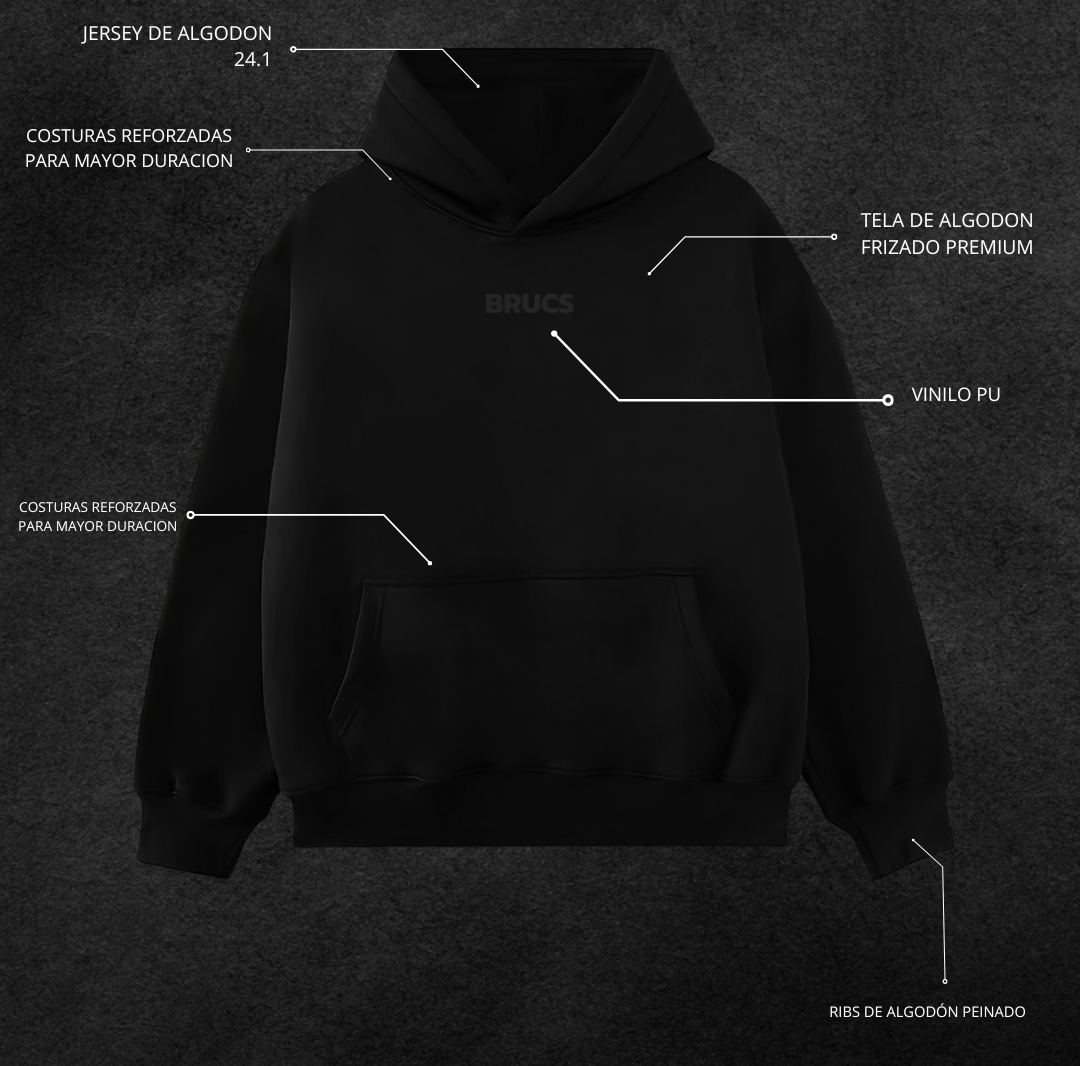 JERSEY DE ALGODON
24.1
COSTURAS REFORZADAS
PARA MAYOR DURACION
TELA DE ALGODON
FRIZADO PREMIUM
BRUCS
VINILO PU
COSTURAS REFORZADAS
PARA MAYOR DURACION
RIBS DE ALGODÓN PEINADO